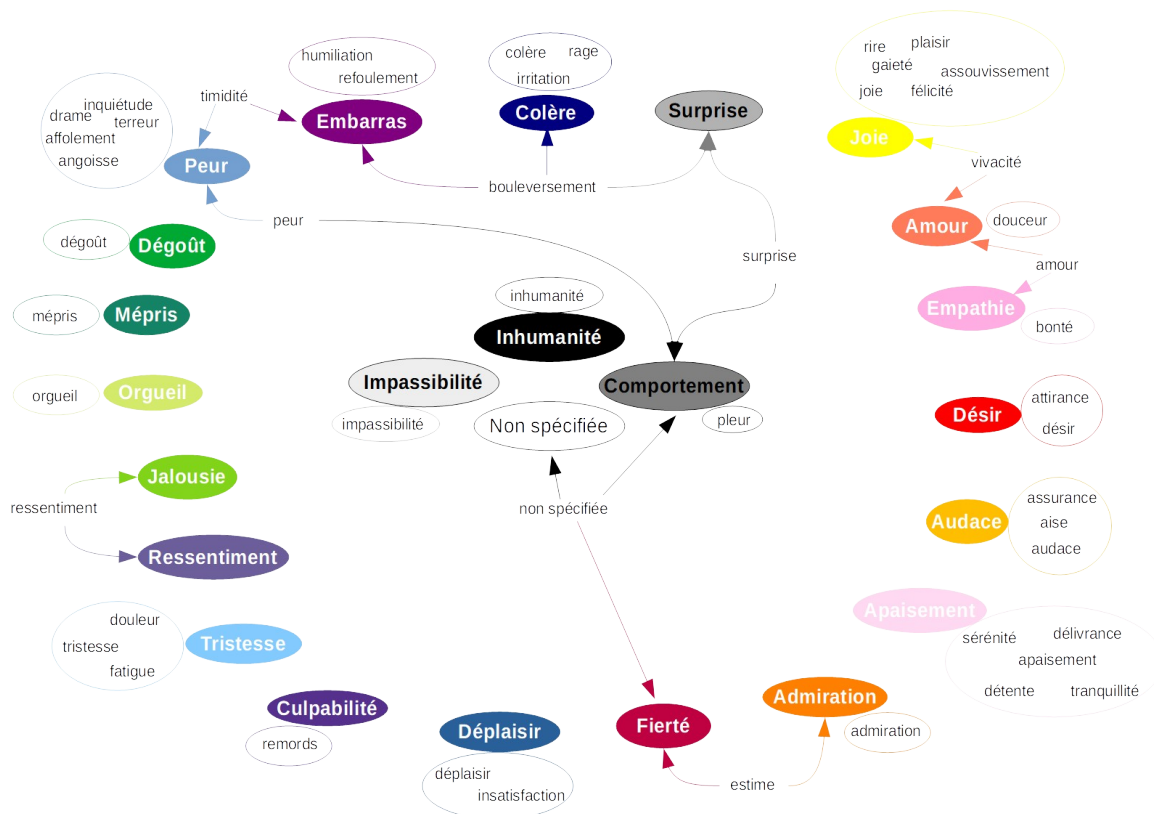 humiliation
refoulement
Embarras
colère
rage
irritation
Colère
Surprise
rire
plaisir
gaieté
assouvissement
joie
félicité
Joie
timidité
inquiétude
drame
terreur
affolement
angoisse
Peur
vivacité
bouleversement
peur
Amour
douceur
dégoût
Dégoût
surprise
amour
mépris
Mépris
inhumanité
Inhumanité
Empathie
bonté
orgueil
Orgueil
Impassibilité
impassibilité
Comportement
pleur
Non spécifiée
Désir
attirance
désir
Jalousie
ressentiment
Ressentiment
non spécifiée
Audace
assurance
aise
audace
Apaisement
sérénité
délivrance
apaisement
détente
tranquillité
douleur
tristesse
fatigue
Tristesse
Culpabilité
remords
Déplaisir
déplaisir
insatisfaction
Fierté
Admiration
admiration
estime